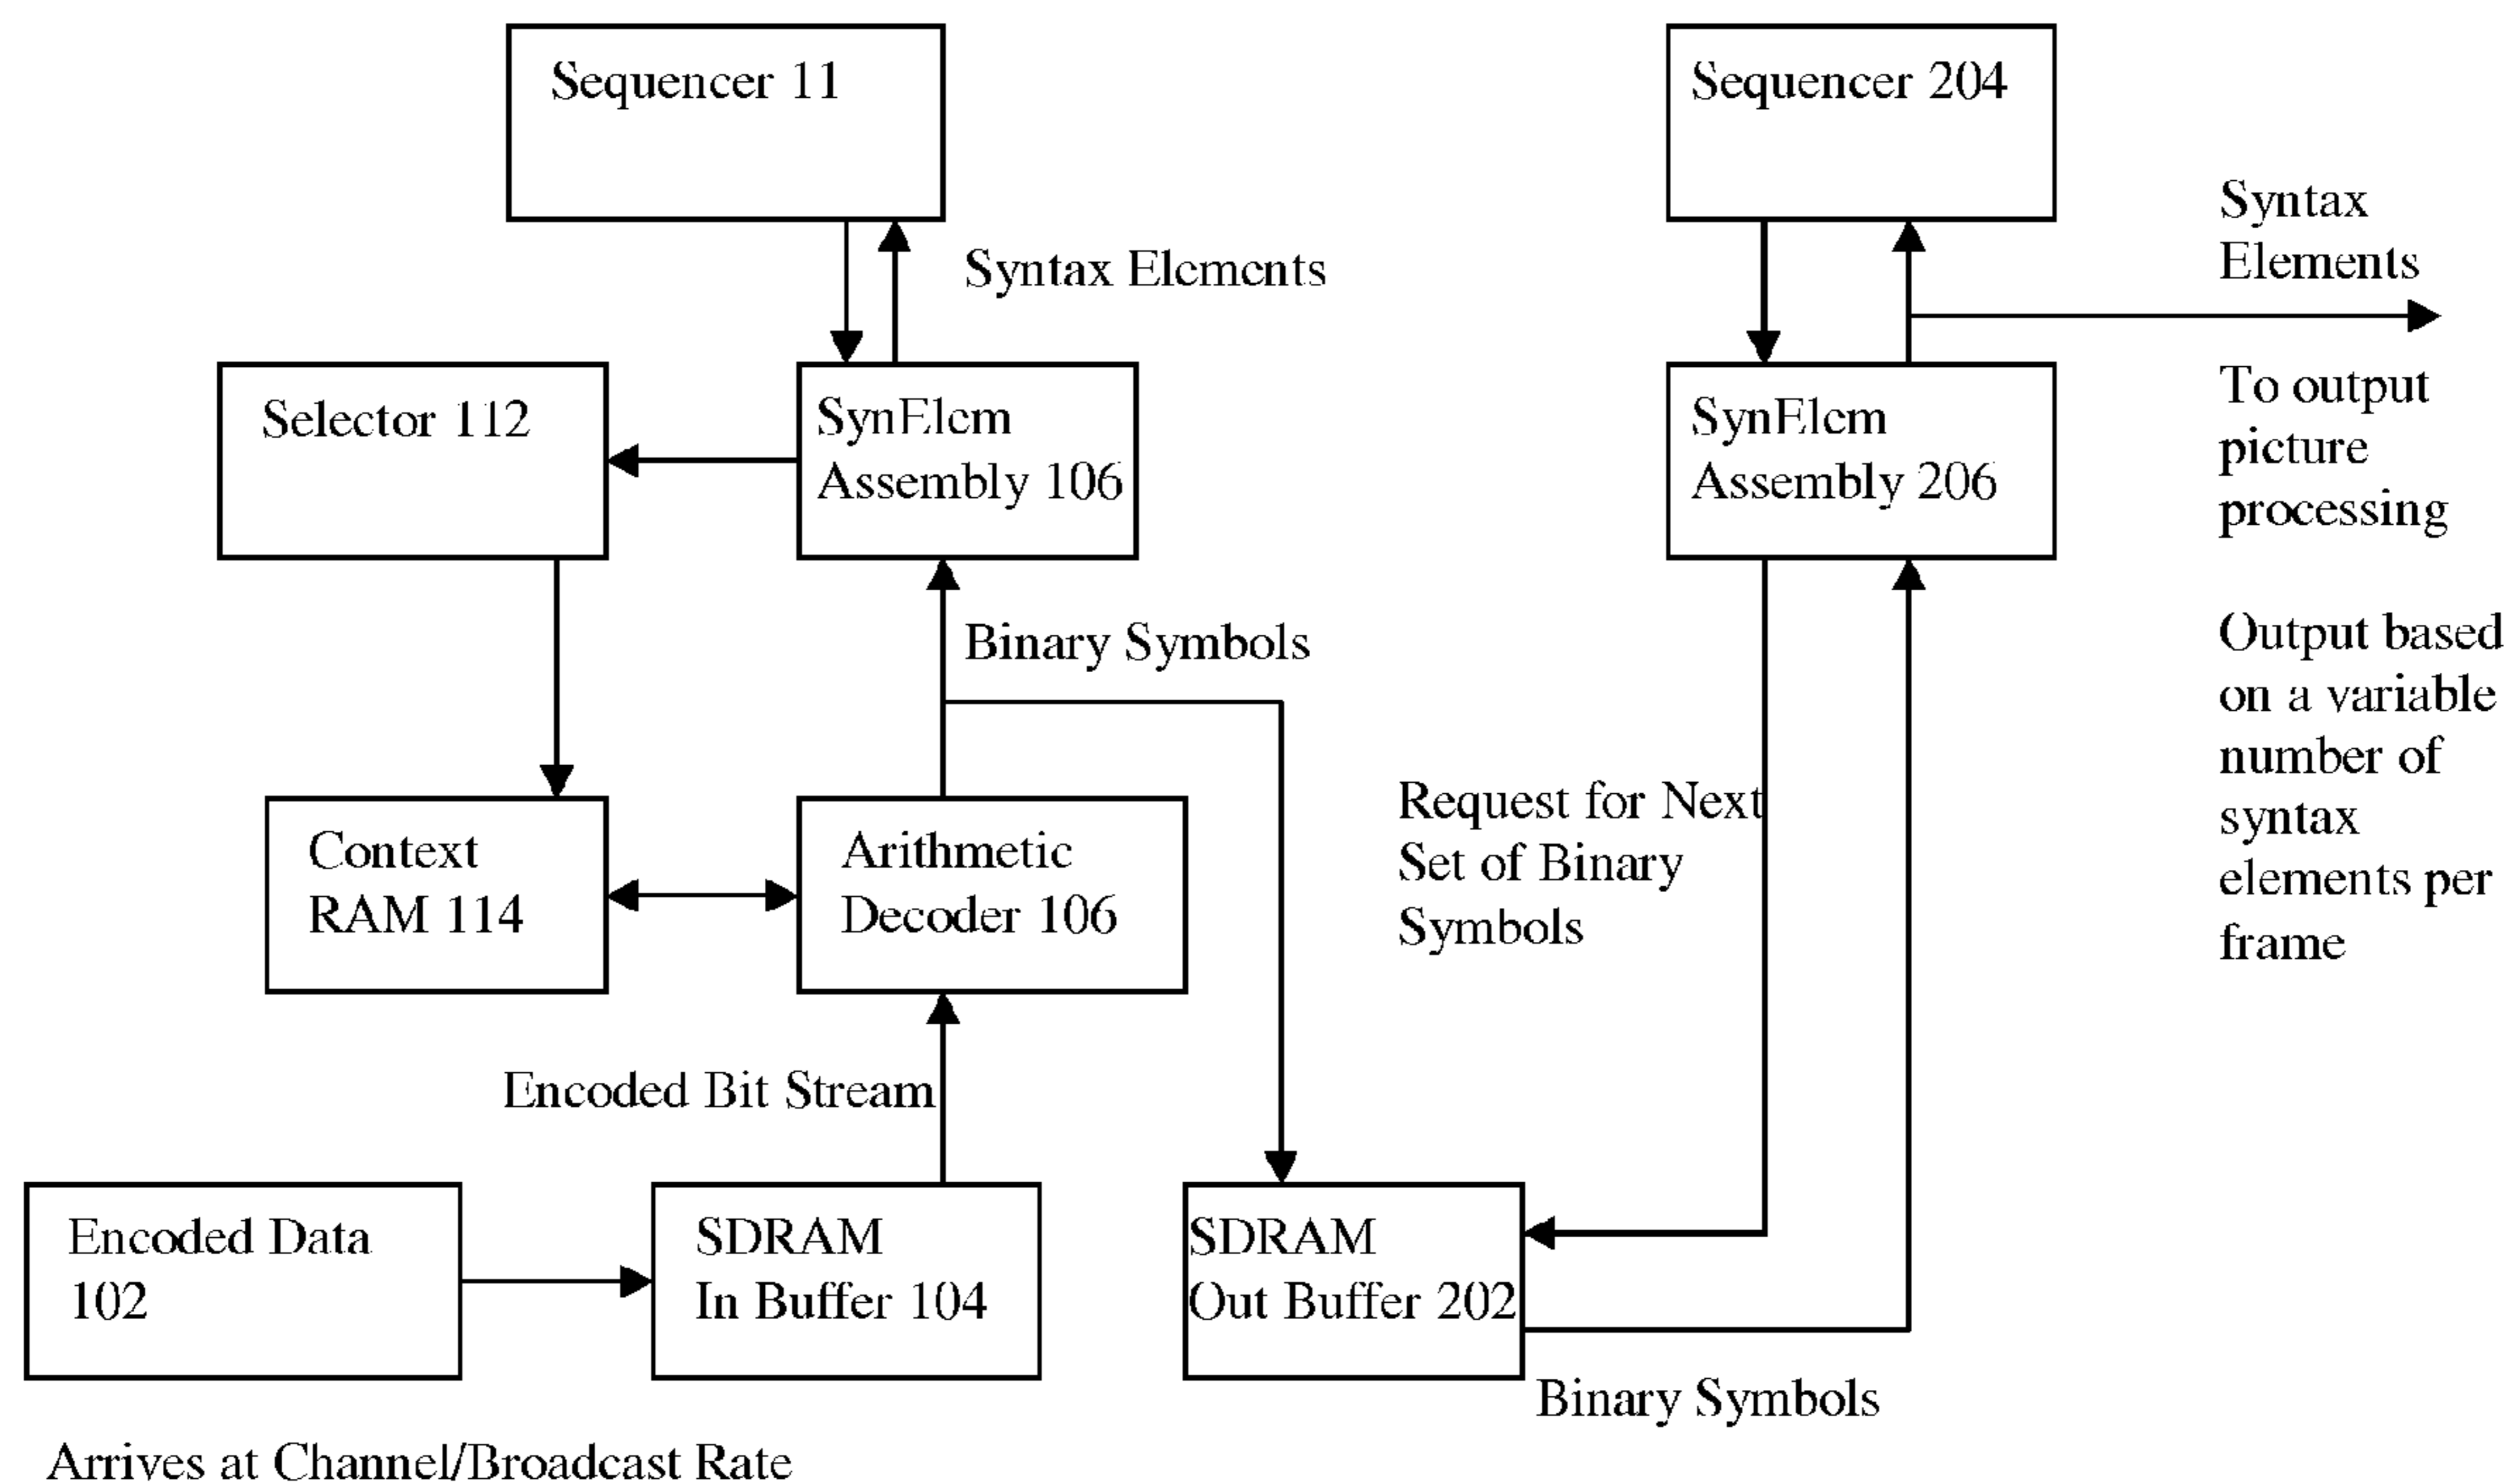 Sequencer 11
Sequencer 204
Syntax Elements
Syntax
Elements
Selector 112
SynElem
Assembly 106
SynElem
Assembly 206
To output
picture
processing
Binary Symbols
Output based
on a variable
number of
syntax
elements per
frame
Request for Next
Set of Binary
Symbols
Context
RAM 114
Arithmetic
Decoder 106
Encoded Bit Stream
Encoded Data
102
SDRAM
In Buffer 104
SDRAM
Out Buffer 202
Binary Symbols
Arrives at Channel/Broadcast Rate